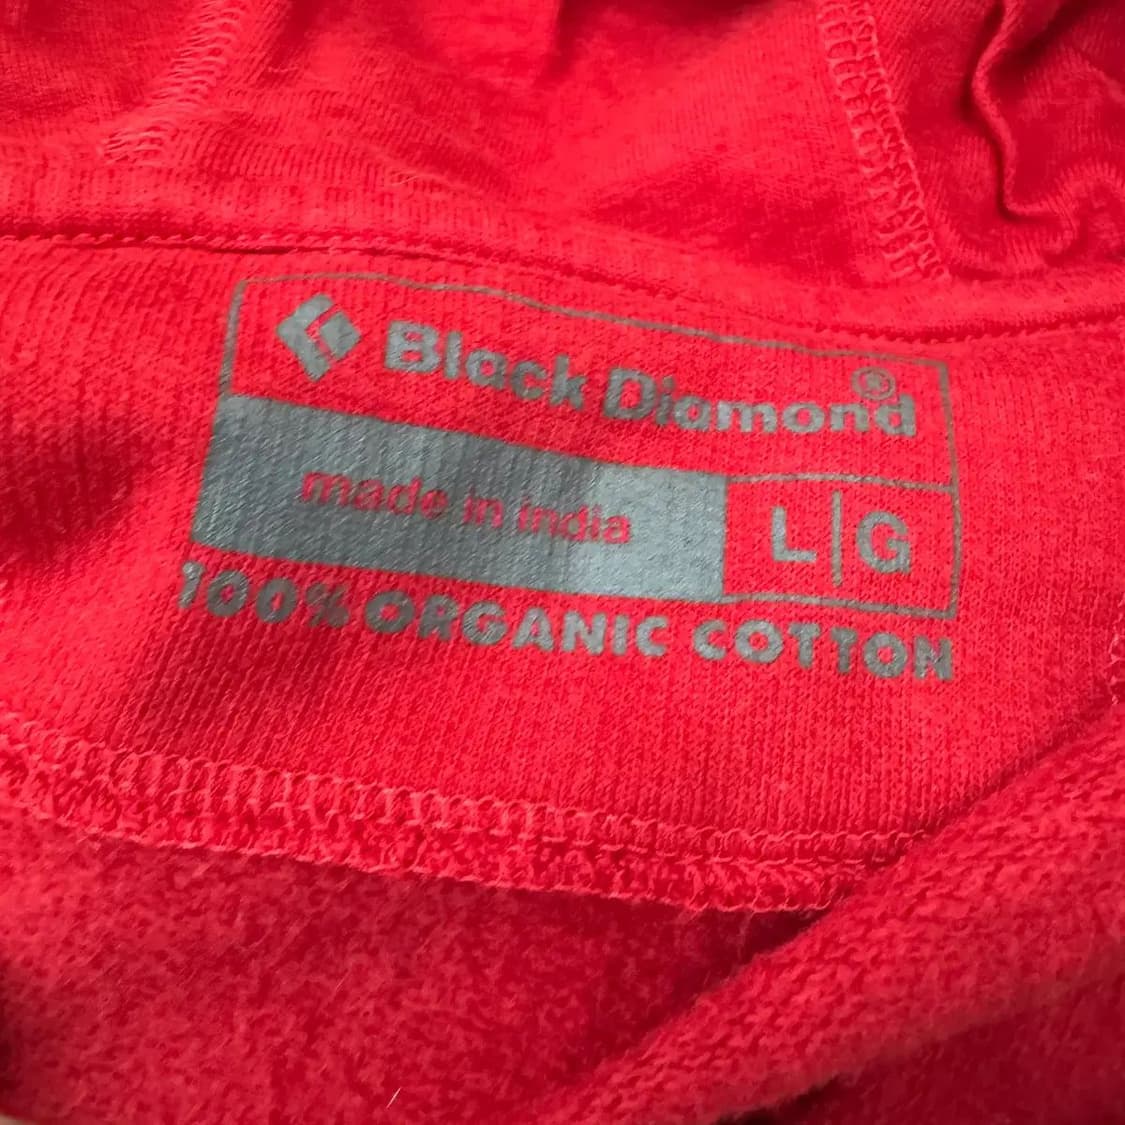 Black Diamond®
made in india
L|G
100% ORGANIC COTTON